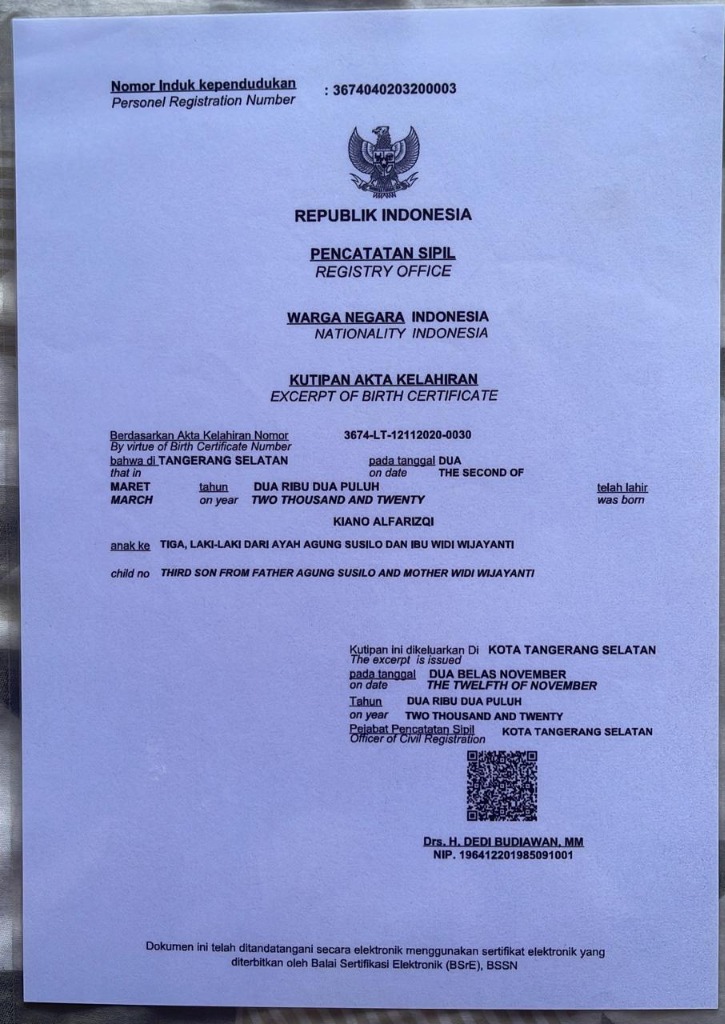 Nomor Induk kependudukan : 3674040203200003
Personel Registration Number
REPUBLIK INDONESIA
PENCATATAN SIPIL
REGISTRY OFFICE
WARGA NEGARA INDONESIA
NATIONALITY INDONESIA
KUTIPAN AKTA KELAHIRAN
EXCERPT OF BIRTH CERTIFICATE
Berdasarkan Akta Kelahiran Nomor 3674-LT-12112020-0030
By virtue of Birth Certificate Number
bahwa di TANGERANG SELATAN pada tanggal DUA
that in on date THE SECOND OF
MARET tahun DUA RIBU DUA PULUH telah lahir
MARCH on year TWO THOUSAND AND TWENTY was born
KIANO ALFARIZQI
anak ke TIGA, LAKI-LAKI DARI AYAH AGUNG SUSILO DAN IBU WIDI WIJAYANTI
child no THIRD SON FROM FATHER AGUNG SUSILO AND MOTHER WIDI WIJAYANTI
Kutipan ini dikeluarkan Di KOTA TANGERANG SELATAN
The excerpt is issued
pada tanggal DUA BELAS NOVEMBER
on date THE TWELFTH OF NOVEMBER
Tahun DUA RIBU DUA PULUH
on year TWO THOUSAND AND TWENTY
Pejabat Pencatatan Sipil KOTA TANGERANG SELATAN
Officer of Civil Registration
Drs. H. DEDI BUDIAWAN, MM
NIP. 196412201985091001
Dokumen ini telah ditandatangani secara elektronik menggunakan sertifikat elektronik yang
diterbitkan oleh Balai Sertifikasi Elektronik (BSrE), BSSN